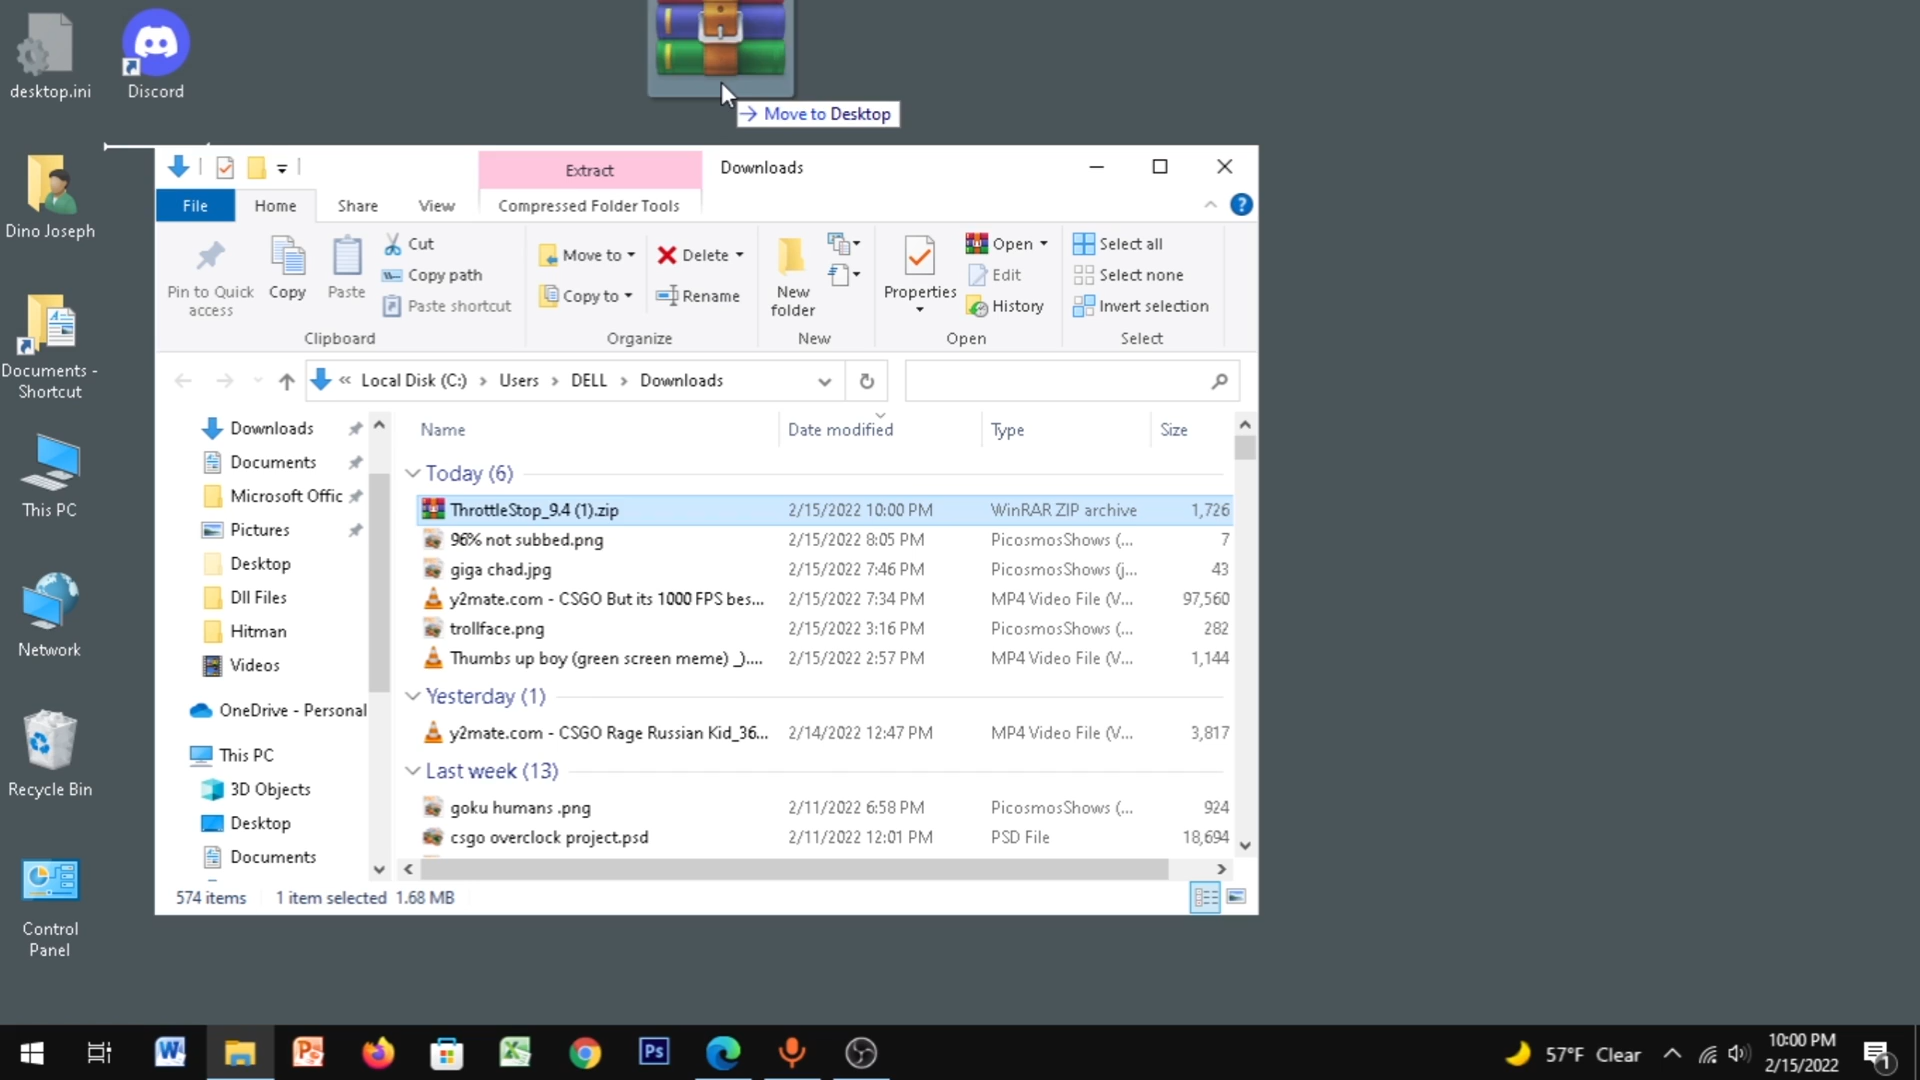 desktop.ini
Discord
Move to Desktop
Dino Joseph
Documents -
Shortcut
This PC
Network
Recycle Bin
Control
Panel
Extract
Downloads
File
Home
Share
View
Compressed Folder Tools
?
Pin to Quick
access
Copy
Paste
Cut
Copy path
Paste shortcut
Clipboard
Move to
Copy to
Delete
Rename
Organize
New
folder
New
Properties
Open
Edit
History
Open
Select all
Select none
Invert selection
Select
« Local Disk (C:) > Users > DELL > Downloads
Downloads
Documents
Microsoft Offic
Pictures
Desktop
Dll Files
Hitman
Videos
OneDrive - Personal
This PC
3D Objects
Desktop
Documents
Name Date modified Type Size
Today (6)
ThrottleStop_9.4 (1).zip 2/15/2022 10:00 PM WinRAR ZIP archive 1,726
96% not subbed.png 2/15/2022 8:05 PM PicosmosShows (... 7
giga chad.jpg 2/15/2022 7:46 PM PicosmosShows (j... 43
y2mate.com - CSGO But its 1000 FPS bes... 2/15/2022 7:34 PM MP4 Video File (V... 97,560
trollface.png 2/15/2022 3:16 PM PicosmosShows (... 282
Thumbs up boy (green screen meme) _).... 2/15/2022 2:57 PM MP4 Video File (V... 1,144
Yesterday (1)
y2mate.com - CSGO Rage Russian Kid_36... 2/14/2022 12:47 PM MP4 Video File (V... 3,817
Last week (13)
goku humans .png 2/11/2022 6:58 PM PicosmosShows (... 924
csgo overclock project.psd 2/11/2022 12:01 PM PSD File 18,694
574 items 1 item selected 1.68 MB
Ps
57°F Clear
10:00 PM
2/15/2022
1